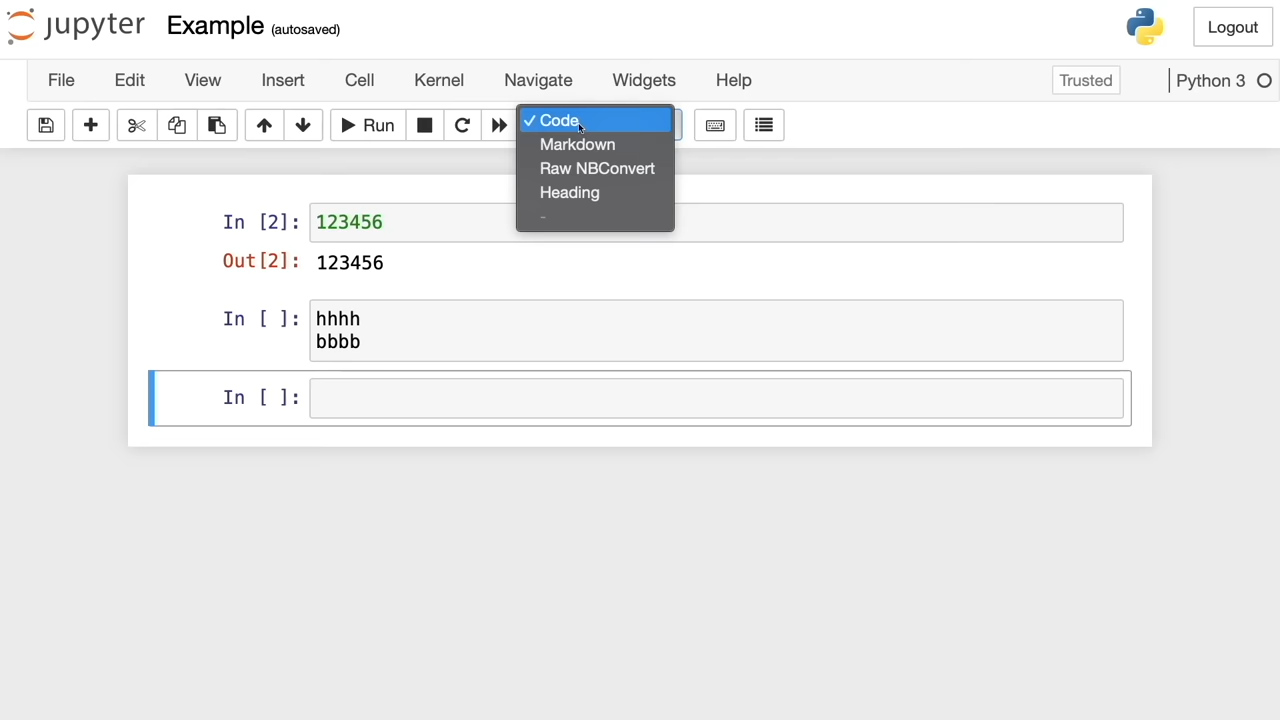 jupyter Example (autosaved) Logout
File Edit View Insert Cell Kernel Navigate Widgets Help Trusted Python 3
Run
✓ Code
Markdown
Raw NBConvert
Heading
-
In [2]: 123456
Out[2]: 123456
In [ ]: hhhh
bbbb
In [ ]: